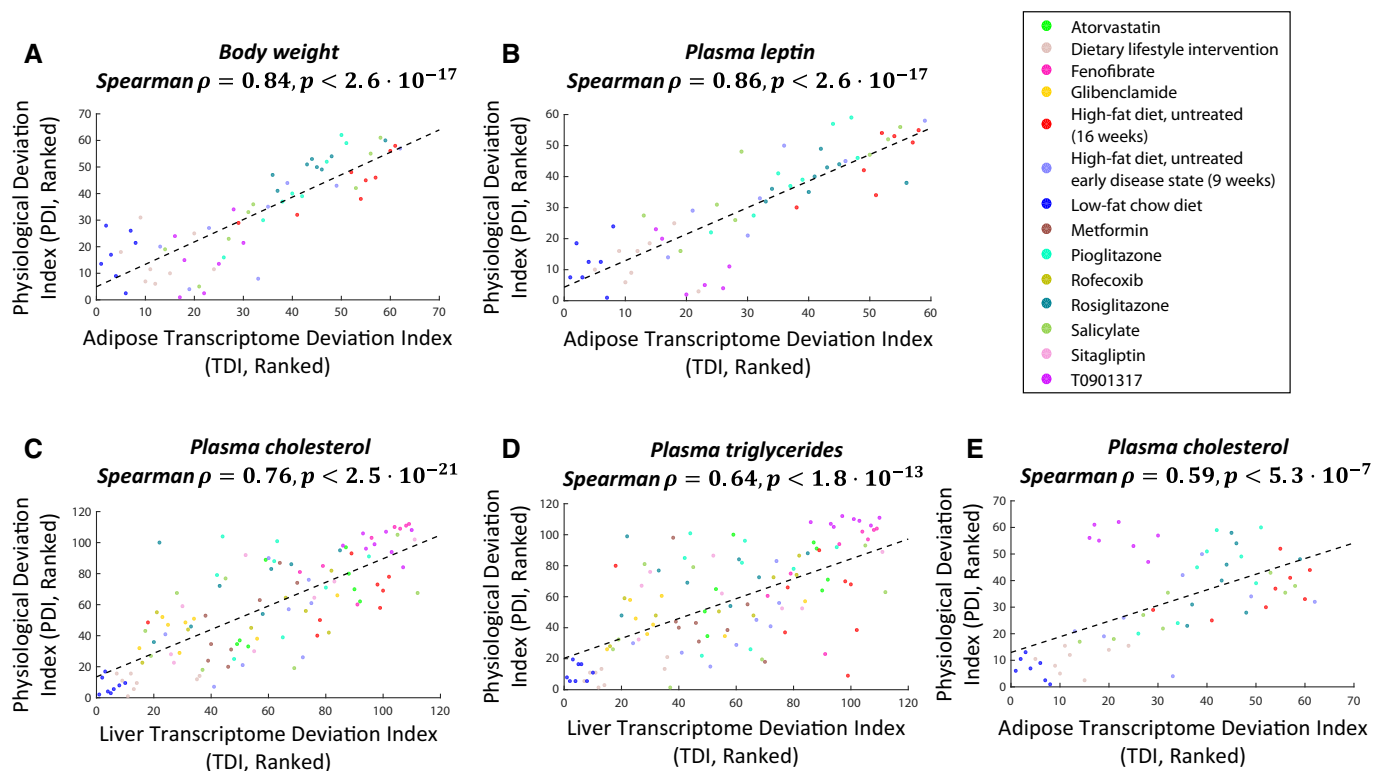 A
Body weight
Spearman ρ = 0.84, p < 2.6 · 10⁻¹⁷
Physiological Deviation
Index (PDI, Ranked)
70
60
50
40
30
20
10
0
0 10 20 30 40 50 60 70
Adipose Transcriptome Deviation Index
(TDI, Ranked)
B
Plasma leptin
Spearman ρ = 0.86, p < 2.6 · 10⁻¹⁷
Physiological Deviation
Index (PDI, Ranked)
60
50
40
30
20
10
0
0 10 20 30 40 50 60
Adipose Transcriptome Deviation Index
(TDI, Ranked)
Atorvastatin
Dietary lifestyle intervention
Fenofibrate
Glibenclamide
High-fat diet, untreated
(16 weeks)
High-fat diet, untreated
early disease state (9 weeks)
Low-fat chow diet
Metformin
Pioglitazone
Rofecoxib
Rosiglitazone
Salicylate
Sitagliptin
T0901317
C
Plasma cholesterol
Spearman ρ = 0.76, p < 2.5 · 10⁻²¹
Physiological Deviation
Index (PDI, Ranked)
120
100
80
60
40
20
0
0 20 40 60 80 100 120
Liver Transcriptome Deviation Index
(TDI, Ranked)
D
Plasma triglycerides
Spearman ρ = 0.64, p < 1.8 · 10⁻¹³
Physiological Deviation
Index (PDI, Ranked)
120
100
80
60
40
20
0
0 20 40 60 80 100 120
Liver Transcriptome Deviation Index
(TDI, Ranked)
E
Plasma cholesterol
Spearman ρ = 0.59, p < 5.3 · 10⁻⁷
Physiological Deviation
Index (PDI, Ranked)
70
60
50
40
30
20
10
0
0 10 20 30 40 50 60 70
Adipose Transcriptome Deviation Index
(TDI, Ranked)